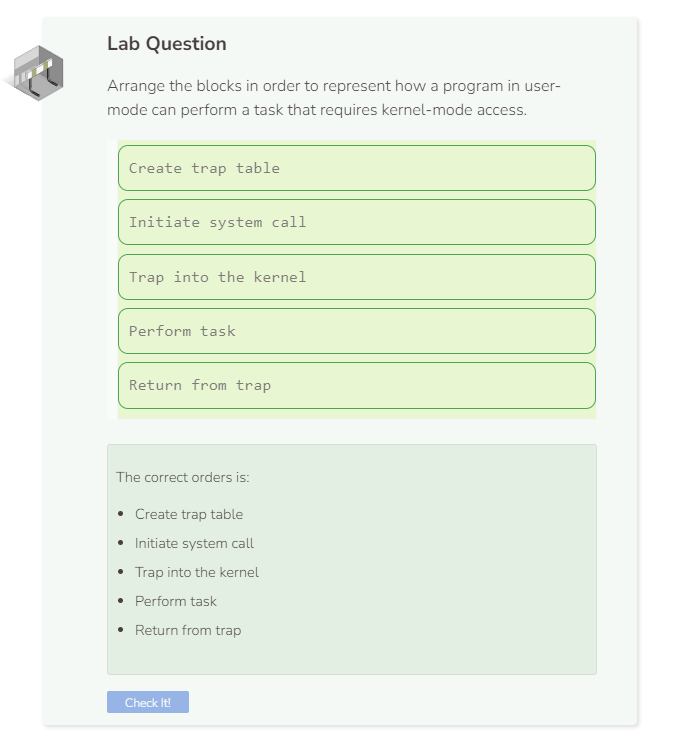 Lab Question
Arrange the blocks in order to represent how a program in user-
mode can perform a task that requires kernel-mode access.
Create trap table
Initiate system call
Trap into the kernel
Perform task
Return from trap
The correct orders is:
• Create trap table
• Initiate system call
• Trap into the kernel
• Perform task
• Return from trap
Check It!